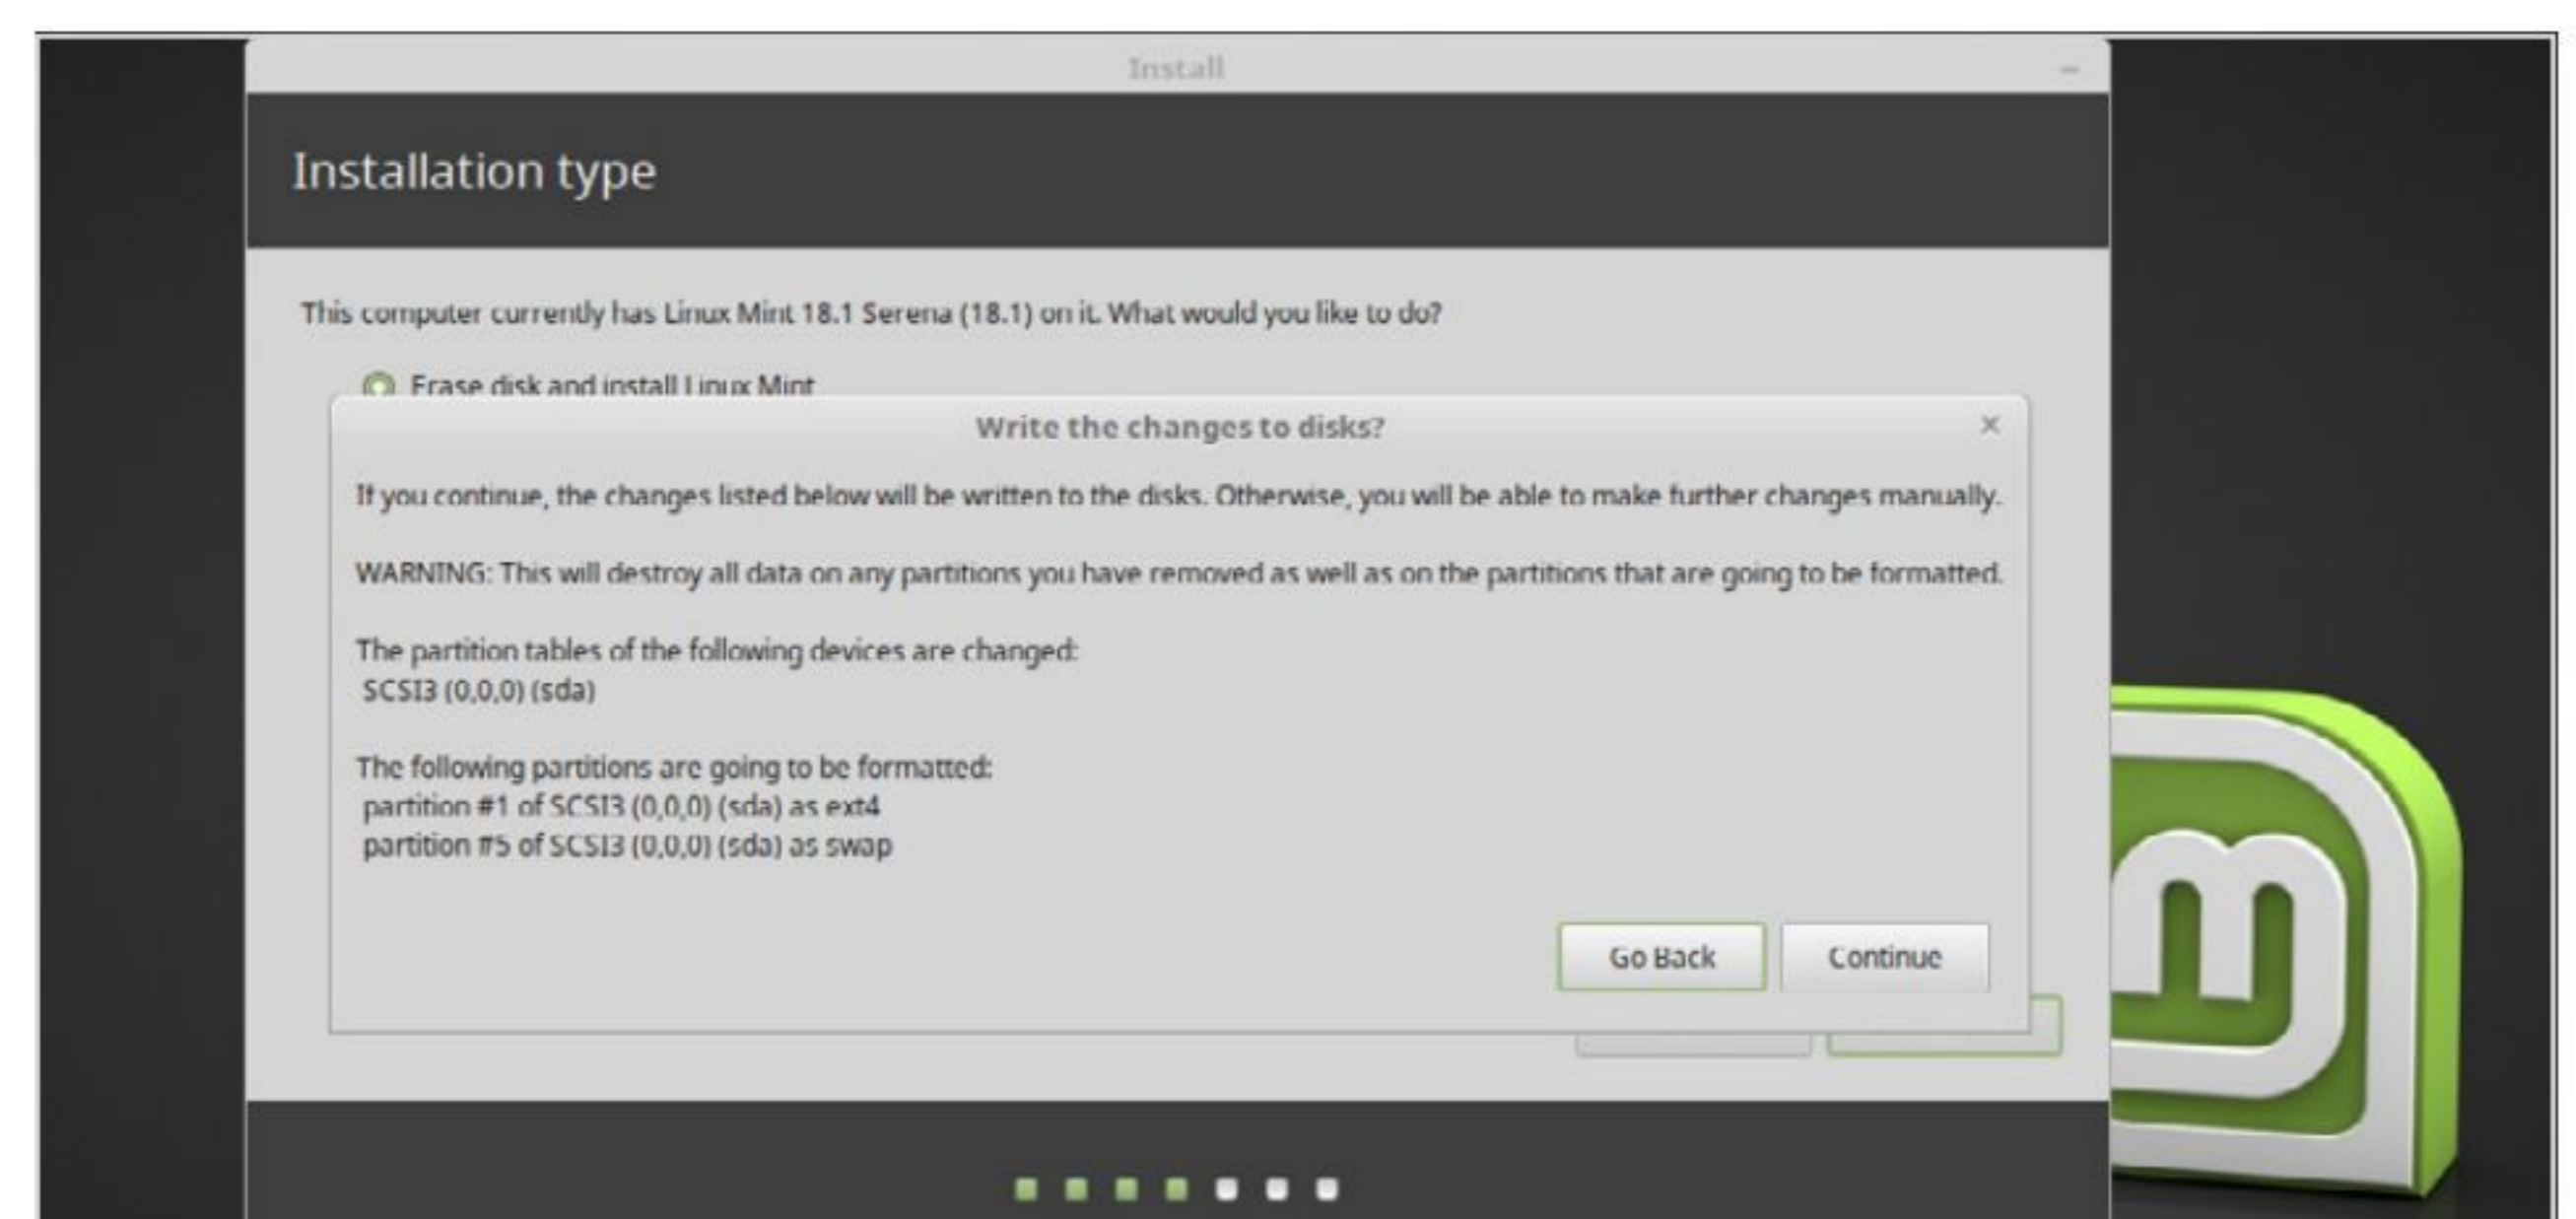 Install
Installation type
This computer currently has Linux Mint 18.1 Serena (18.1) on it. What would you like to do?
Erase disk and install Linux Mint
Write the changes to disks?
If you continue, the changes listed below will be written to the disks. Otherwise, you will be able to make further changes manually.
WARNING: This will destroy all data on any partitions you have removed as well as on the partitions that are going to be formatted.
The partition tables of the following devices are changed:
SCSI3 (0,0,0) (sda)
The following partitions are going to be formatted:
partition #1 of SCSI3 (0,0,0) (sda) as ext4
partition #5 of SCSI3 (0,0,0) (sda) as swap
Go Back Continue